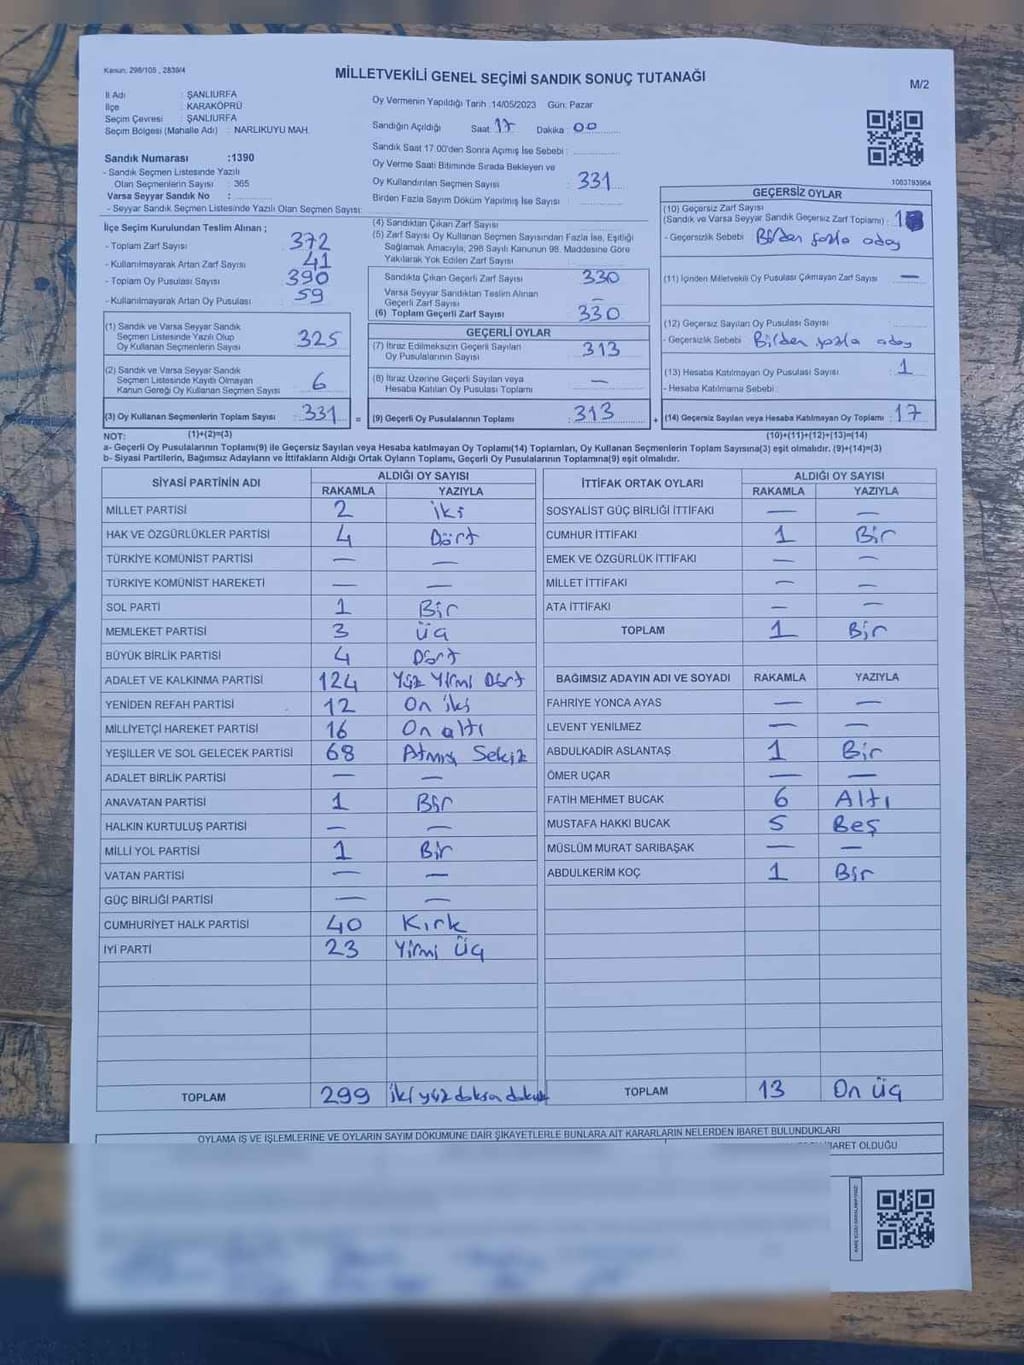 Kanun: 298/105 , 2839/4
MİLLETVEKİLİ GENEL SEÇİMİ SANDIK SONUÇ TUTANAĞI
M/2
İl Adı : ŞANLIURFA
İlçe : KARAKÖPRÜ
Seçim Çevresi : ŞANLIURFA
Seçim Bölgesi (Mahalle Adı) : NARLIKUYU MAH.
Sandık Numarası :1390
- Sandık Seçmen Listesinde Yazılı
Olan Seçmenlerin Sayısı : 365
Varsa Seyyar Sandık No :
- Seyyar Sandık Seçmen Listesinde Yazılı Olan Seçmen Sayısı:
Oy Vermenin Yapıldığı Tarih :14/05/2023 Gün: Pazar
Sandığın Açıldığı Saat: 17 Dakika: 00
Sandık Saat 17.00'den Sonra Açılmış İse Sebebi :
Oy Verme Saati Bitiminde Sırada Bekleyen ve
Oy Kullandırılan Seçmen Sayısı : 331
Birden Fazla Sayım Döküm Yapılmış İse Sayısı :
1083793964
İlçe Seçim Kurulundan Teslim Alınan ;
- Toplam Zarf Sayısı : 372
- Kullanılmayarak Artan Zarf Sayısı : 41
- Toplam Oy Pusulası Sayısı : 390
- Kullanılmayarak Artan Oy Pusulası : 59
(1) Sandık ve Varsa Seyyar Sandık
Seçmen Listesinde Yazılı Olup
Oy Kullanan Seçmenlerin Sayısı : 325
(2) Sandık ve Varsa Seyyar Sandık
Seçmen Listesinde Kayıtlı Olmayan
Kanun Gereği Oy Kullanan Seçmen Sayısı : 6
(3) Oy Kullanan Seçmenlerin Toplam Sayısı : 331 =
(4) Sandıktan Çıkan Zarf Sayısı :
(5) Zarf Sayısı Oy Kullanan Seçmen Sayısından Fazla İse, Eşitliği
Sağlamak Amacıyla, 298 Sayılı Kanunun 98. Maddesine Göre
Yakılarak Yok Edilen Zarf Sayısı :
Sandıkta Çıkan Geçerli Zarf Sayısı : 330
Varsa Seyyar Sandıktan Teslim Alınan
Geçerli Zarf Sayısı : —
(6) Toplam Geçerli Zarf Sayısı : 330
GEÇERLİ OYLAR
(7) İtiraz Edilmeksizin Geçerli Sayılan
Oy Pusulalarının Sayısı : 313
(8) İtiraz Üzerine Geçerli Sayılan veya
Hesaba Katılan Oy Pusulası Toplamı : —
(9) Geçerli Oy Pusulalarının Toplamı : 313 +
GEÇERSİZ OYLAR
(10) Geçersiz Zarf Sayısı
(Sandık ve Varsa Seyyar Sandık Geçersiz Zarf Toplamı) :
- Geçersizlik Sebebi : Birden fazla aday
(11) İçinden Milletvekili Oy Pusulası Çıkmayan Zarf Sayısı : —
(12) Geçersiz Sayılan Oy Pusulası Sayısı :
- Geçersizlik Sebebi : Birden fazla aday
(13) Hesaba Katılmayan Oy Pusulası Sayısı : 1
- Hesaba Katılmama Sebebi :
(14) Geçersiz Sayılan veya Hesaba Katılmayan Oy Toplamı : 17
NOT: (1)+(2)=(3) (10)+(11)+(12)+(13)=(14)
a- Geçerli Oy Pusulalarının Toplamı(9) ile Geçersiz Sayılan veya Hesaba katılmayan Oy Toplamı(14) Toplamları, Oy Kullanan Seçmenlerin Toplam Sayısına(3) eşit olmalıdır. (9)+(14)=(3)
b- Siyasi Partilerin, Bağımsız Adayların ve İttifakların Aldığı Ortak Oyların Toplamı, Geçerli Oy Pusulalarının Toplamına(9) eşit olmalıdır.
SİYASİ PARTİNİN ADI ALDIĞI OY SAYISI
RAKAMLA YAZIYLA
MİLLET PARTİSİ 2 iki
HAK VE ÖZGÜRLÜKLER PARTİSİ 4 Dört
TÜRKİYE KOMÜNİST PARTİSİ — —
TÜRKİYE KOMÜNİST HAREKETİ — —
SOL PARTİ 1 Bir
MEMLEKET PARTİSİ 3 üç
BÜYÜK BİRLİK PARTİSİ 4 Dört
ADALET VE KALKINMA PARTİSİ 124 Yüz Yirmi Dört
YENİDEN REFAH PARTİSİ 12 On iki
MİLLİYETÇİ HAREKET PARTİSİ 16 On altı
YEŞİLLER VE SOL GELECEK PARTİSİ 68 Atmış Sekiz
ADALET BİRLİK PARTİSİ — —
ANAVATAN PARTİSİ 1 Bir
HALKIN KURTULUŞ PARTİSİ — —
MİLLİ YOL PARTİSİ 1 Bir
VATAN PARTİSİ — —
GÜÇ BİRLİĞİ PARTİSİ — —
CUMHURİYET HALK PARTİSİ 40 Kırk
İYİ PARTİ 23 Yirmi Üç
TOPLAM 299 iki yüz doksan dokuz
İTTİFAK ORTAK OYLARI ALDIĞI OY SAYISI
RAKAMLA YAZIYLA
SOSYALİST GÜÇ BİRLİĞİ İTTİFAKI — —
CUMHUR İTTİFAKI 1 Bir
EMEK VE ÖZGÜRLÜK İTTİFAKI — —
MİLLET İTTİFAKI — —
ATA İTTİFAKI — —
TOPLAM 1 Bir
BAĞIMSIZ ADAYIN ADI VE SOYADI RAKAMLA YAZIYLA
FAHRİYE YONCA AYAS — —
LEVENT YENİLMEZ — —
ABDULKADİR ASLANTAŞ 1 Bir
ÖMER UÇAR — —
FATİH MEHMET BUCAK 6 Altı
MUSTAFA HAKKI BUCAK 5 Beş
MÜSLÜM MURAT SARIBAŞAK — —
ABDULKERİM KOÇ 1 Bir
TOPLAM 13 On üç
OYLAMA İŞ VE İŞLEMLERİNE VE OYLARIN SAYIM DÖKÜMÜNE DAİR ŞİKAYETLERLE BUNLARA AİT KARARLARIN NELERDEN İBARET BULUNDUKLARI
İBARET OLDUĞU